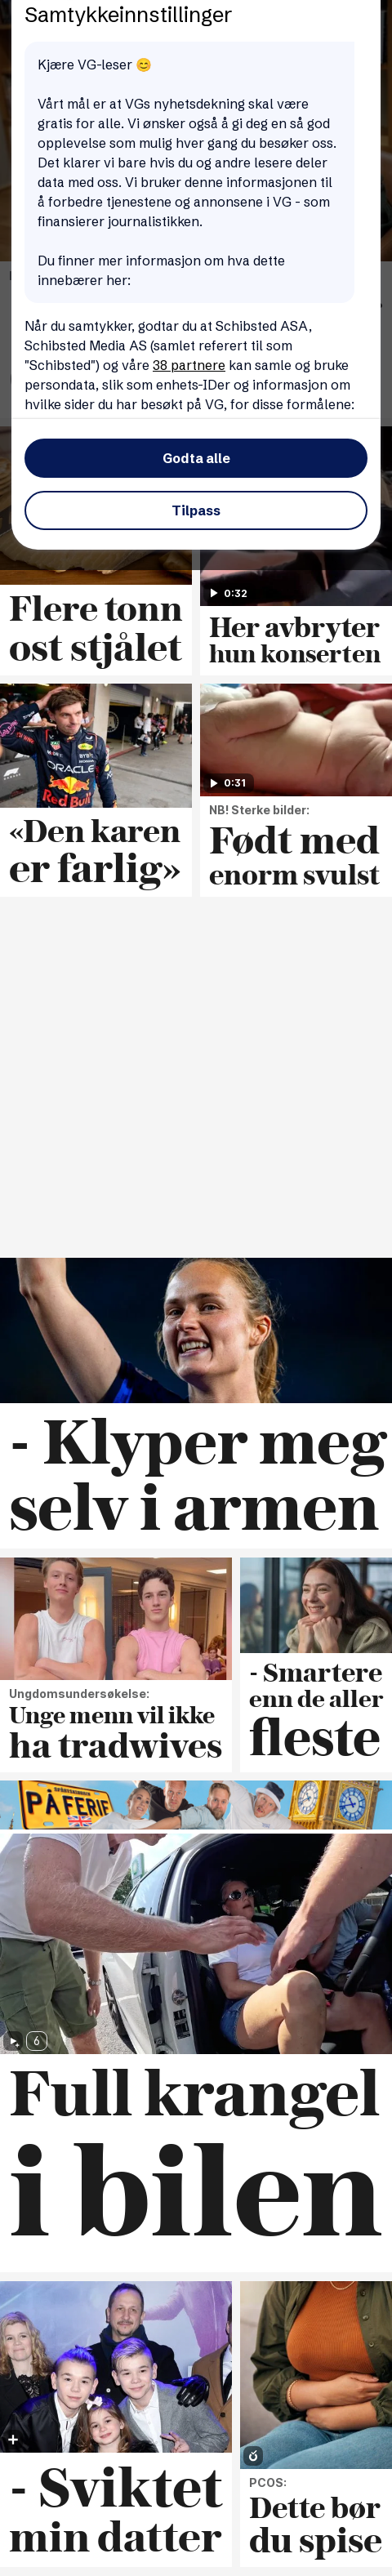 Samtykkeinnstillinger
Kjære VG-leser 😊
Vårt mål er at VGs nyhetsdekning skal være
gratis for alle. Vi ønsker også å gi deg en så god
opplevelse som mulig hver gang du besøker oss.
Det klarer vi bare hvis du og andre lesere deler
data med oss. Vi bruker denne informasjonen til
å forbedre tjenestene og annonsene i VG - som
finansierer journalistikken.
Du finner mer informasjon om hva dette
innebærer her:
Når du samtykker, godtar du at Schibsted ASA,
Schibsted Media AS (samlet referert til som
"Schibsted") og våre 38 partnere kan samle og bruke
persondata, slik som enhets-IDer og informasjon om
hvilke sider du har besøkt på VG, for disse formålene:
Godta alle
Tilpass
Flere tonn
ost stjålet
0:32
Her avbryter
hun konserten
ORACLE
Red Bull
«Den karen
er farlig»
0:31
NB! Sterke bilder:
Født med
enorm svulst
- Klyper meg
selv i armen
Ungdomsundersøkelse:
Unge menn vil ikke
ha tradwives
- Smartere
enn de aller
fleste
PÅ FERIE
6
Full krangel
i bilen
- Sviktet
min datter
PCOS:
Dette bør
du spise